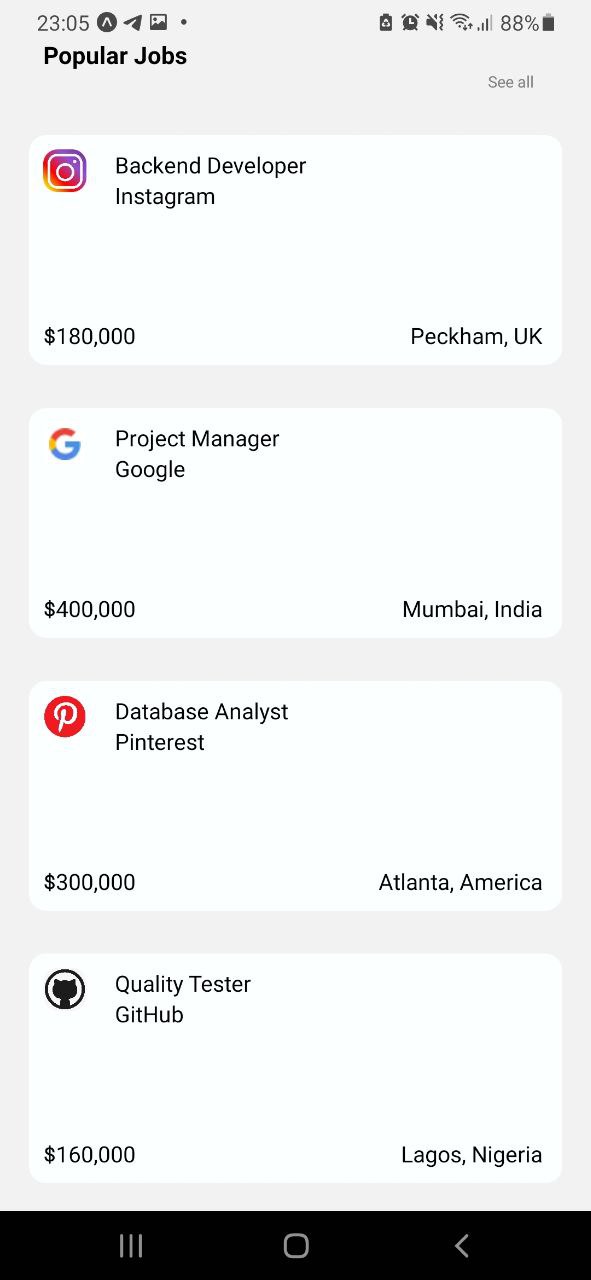 23:05 88%
Popular Jobs
See all
Backend Developer
Instagram
$180,000 Peckham, UK
Project Manager
Google
$400,000 Mumbai, India
Database Analyst
Pinterest
$300,000 Atlanta, America
Quality Tester
GitHub
$160,000 Lagos, Nigeria